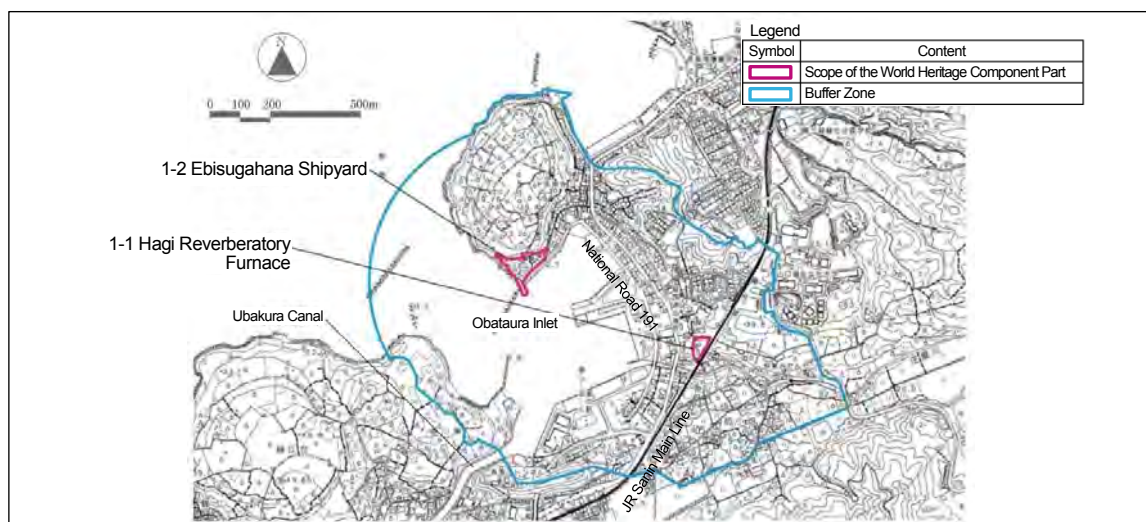 Legend
Symbol Content
Scope of the World Heritage Component Part
Buffer Zone
N
0 100 200 500m
1-2 Ebisugahana Shipyard
1-1 Hagi Reverberatory
Furnace
National Road 191
Ubakura Canal
Obataura Inlet
JR Sanin Main Line